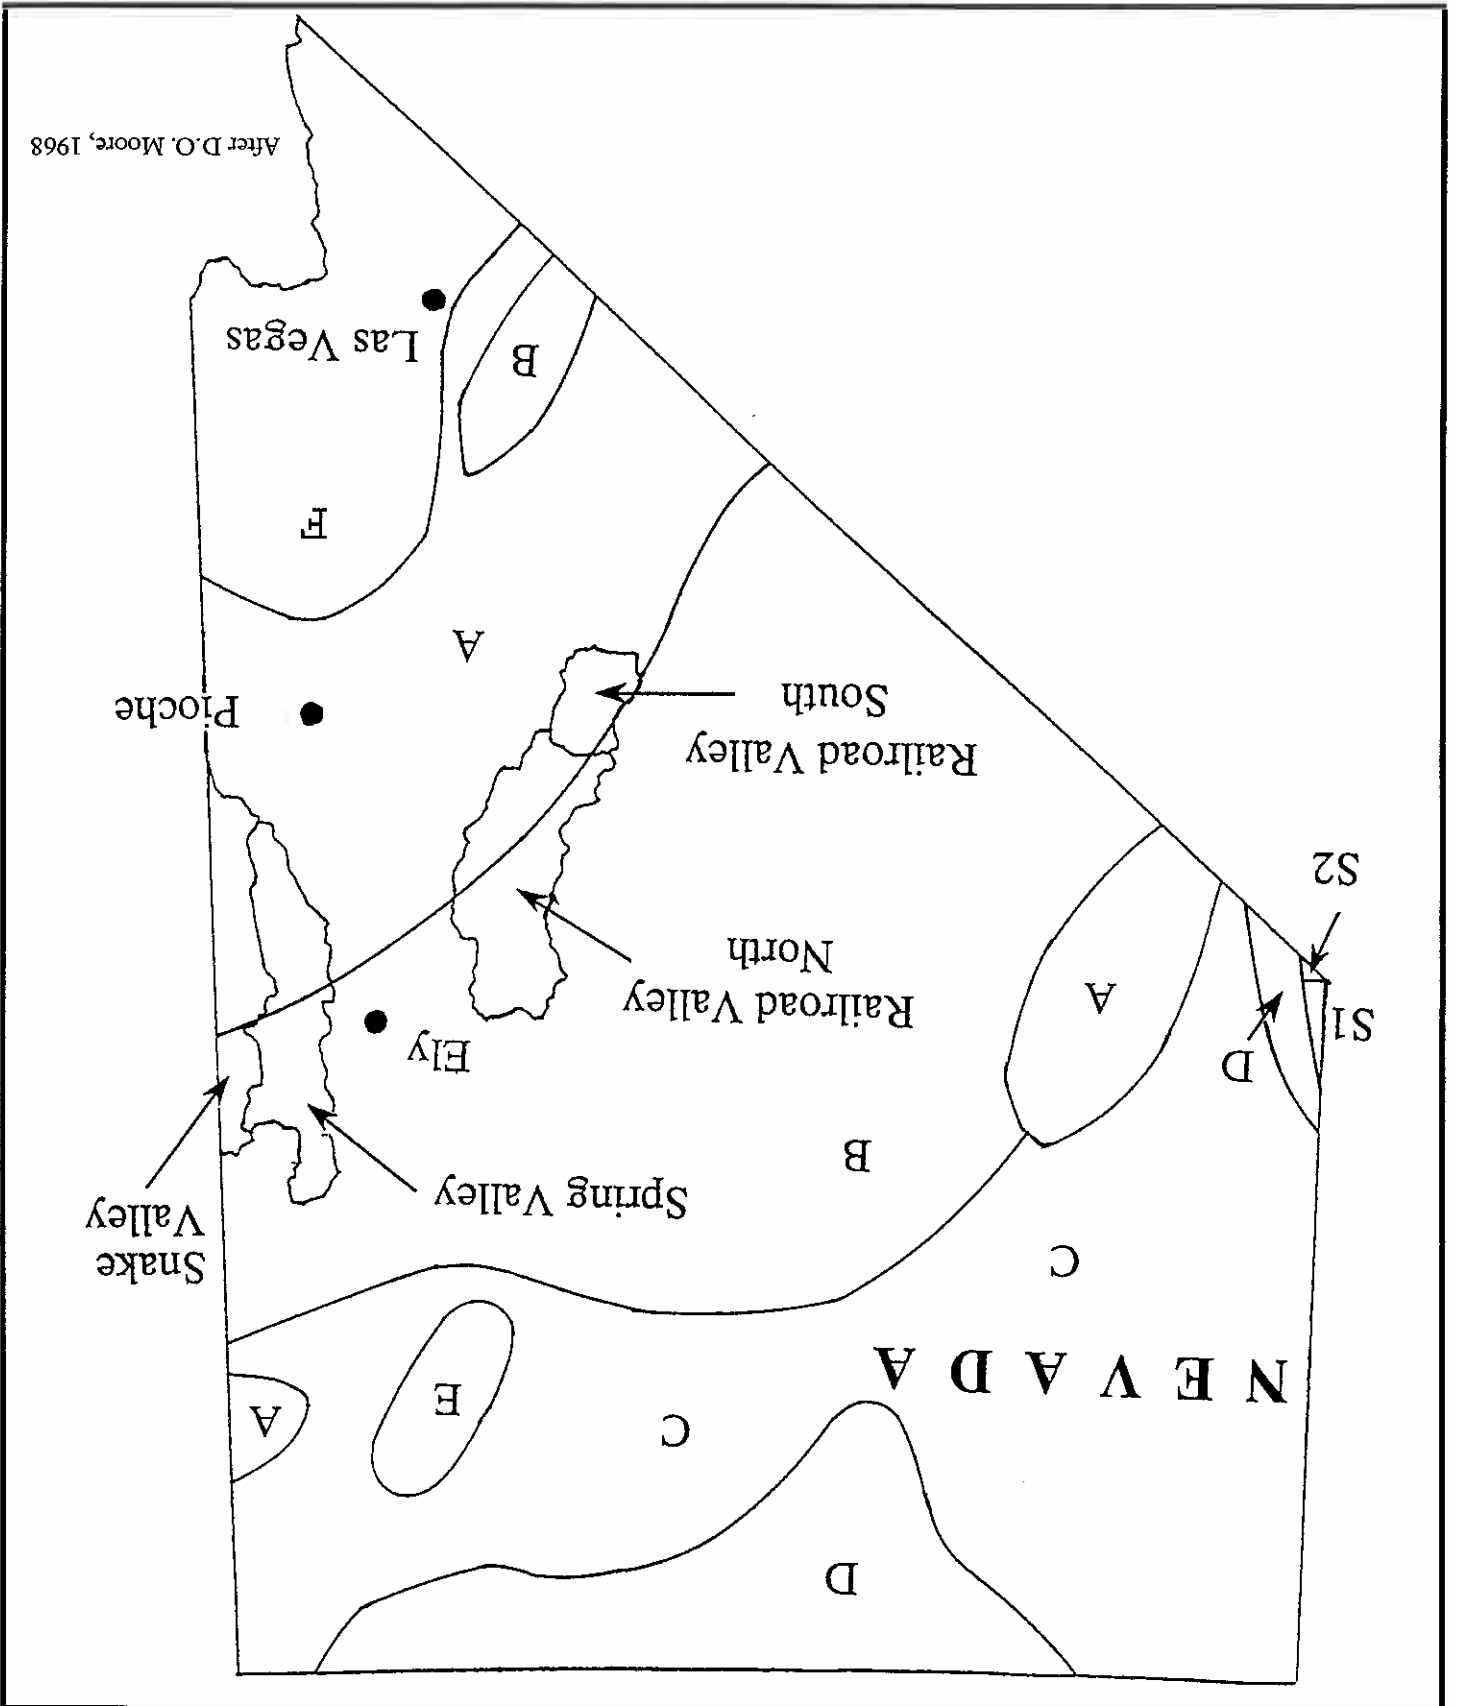 D
A
E
C
N E V A D A
C
Snake
Valley
Spring Valley
B
Ely
D
S1
A
Railroad Valley
North
S2
Railroad Valley
South
Pioche
A
F
B
Las Vegas
After D.O. Moore, 1968